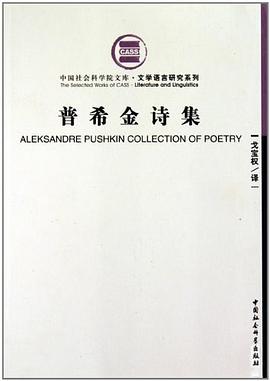 CASS
中国社会科学院文库·文学语言研究系列
The Selected Works of CASS · Literature and Linguistics
普希金诗集
ALEKSANDRE PUSHKIN COLLECTION OF POETRY
戈宝权/译
中国社会科学出版社